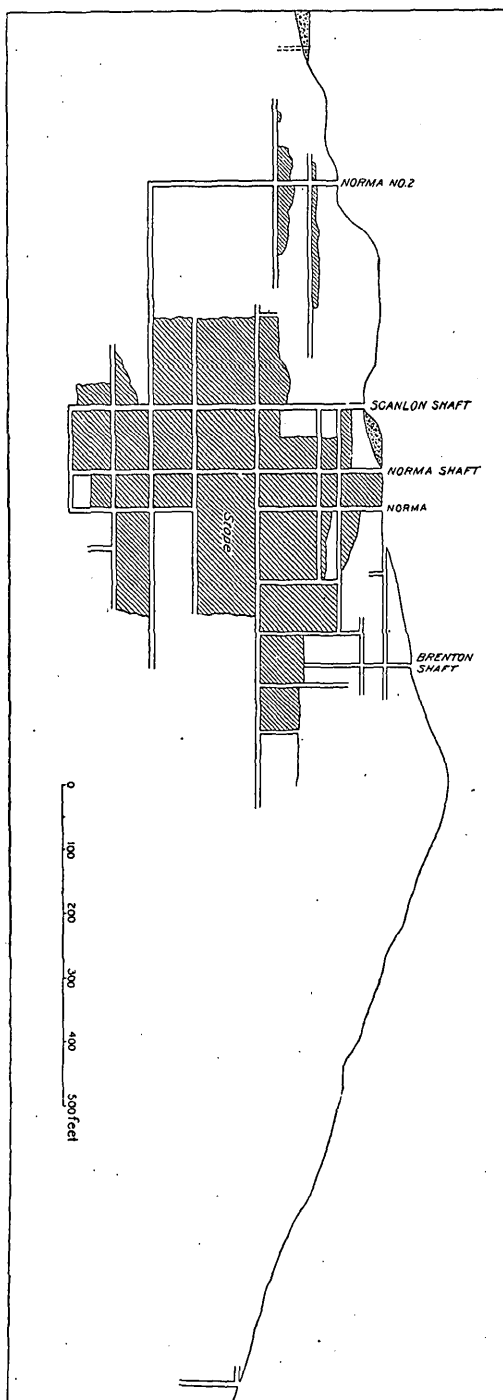 NORMA NO.2
SCANLON SHAFT
NORMA SHAFT
NORMA
Stope
BRENTON
SHAFT
0
100
200
300
400
500 feet